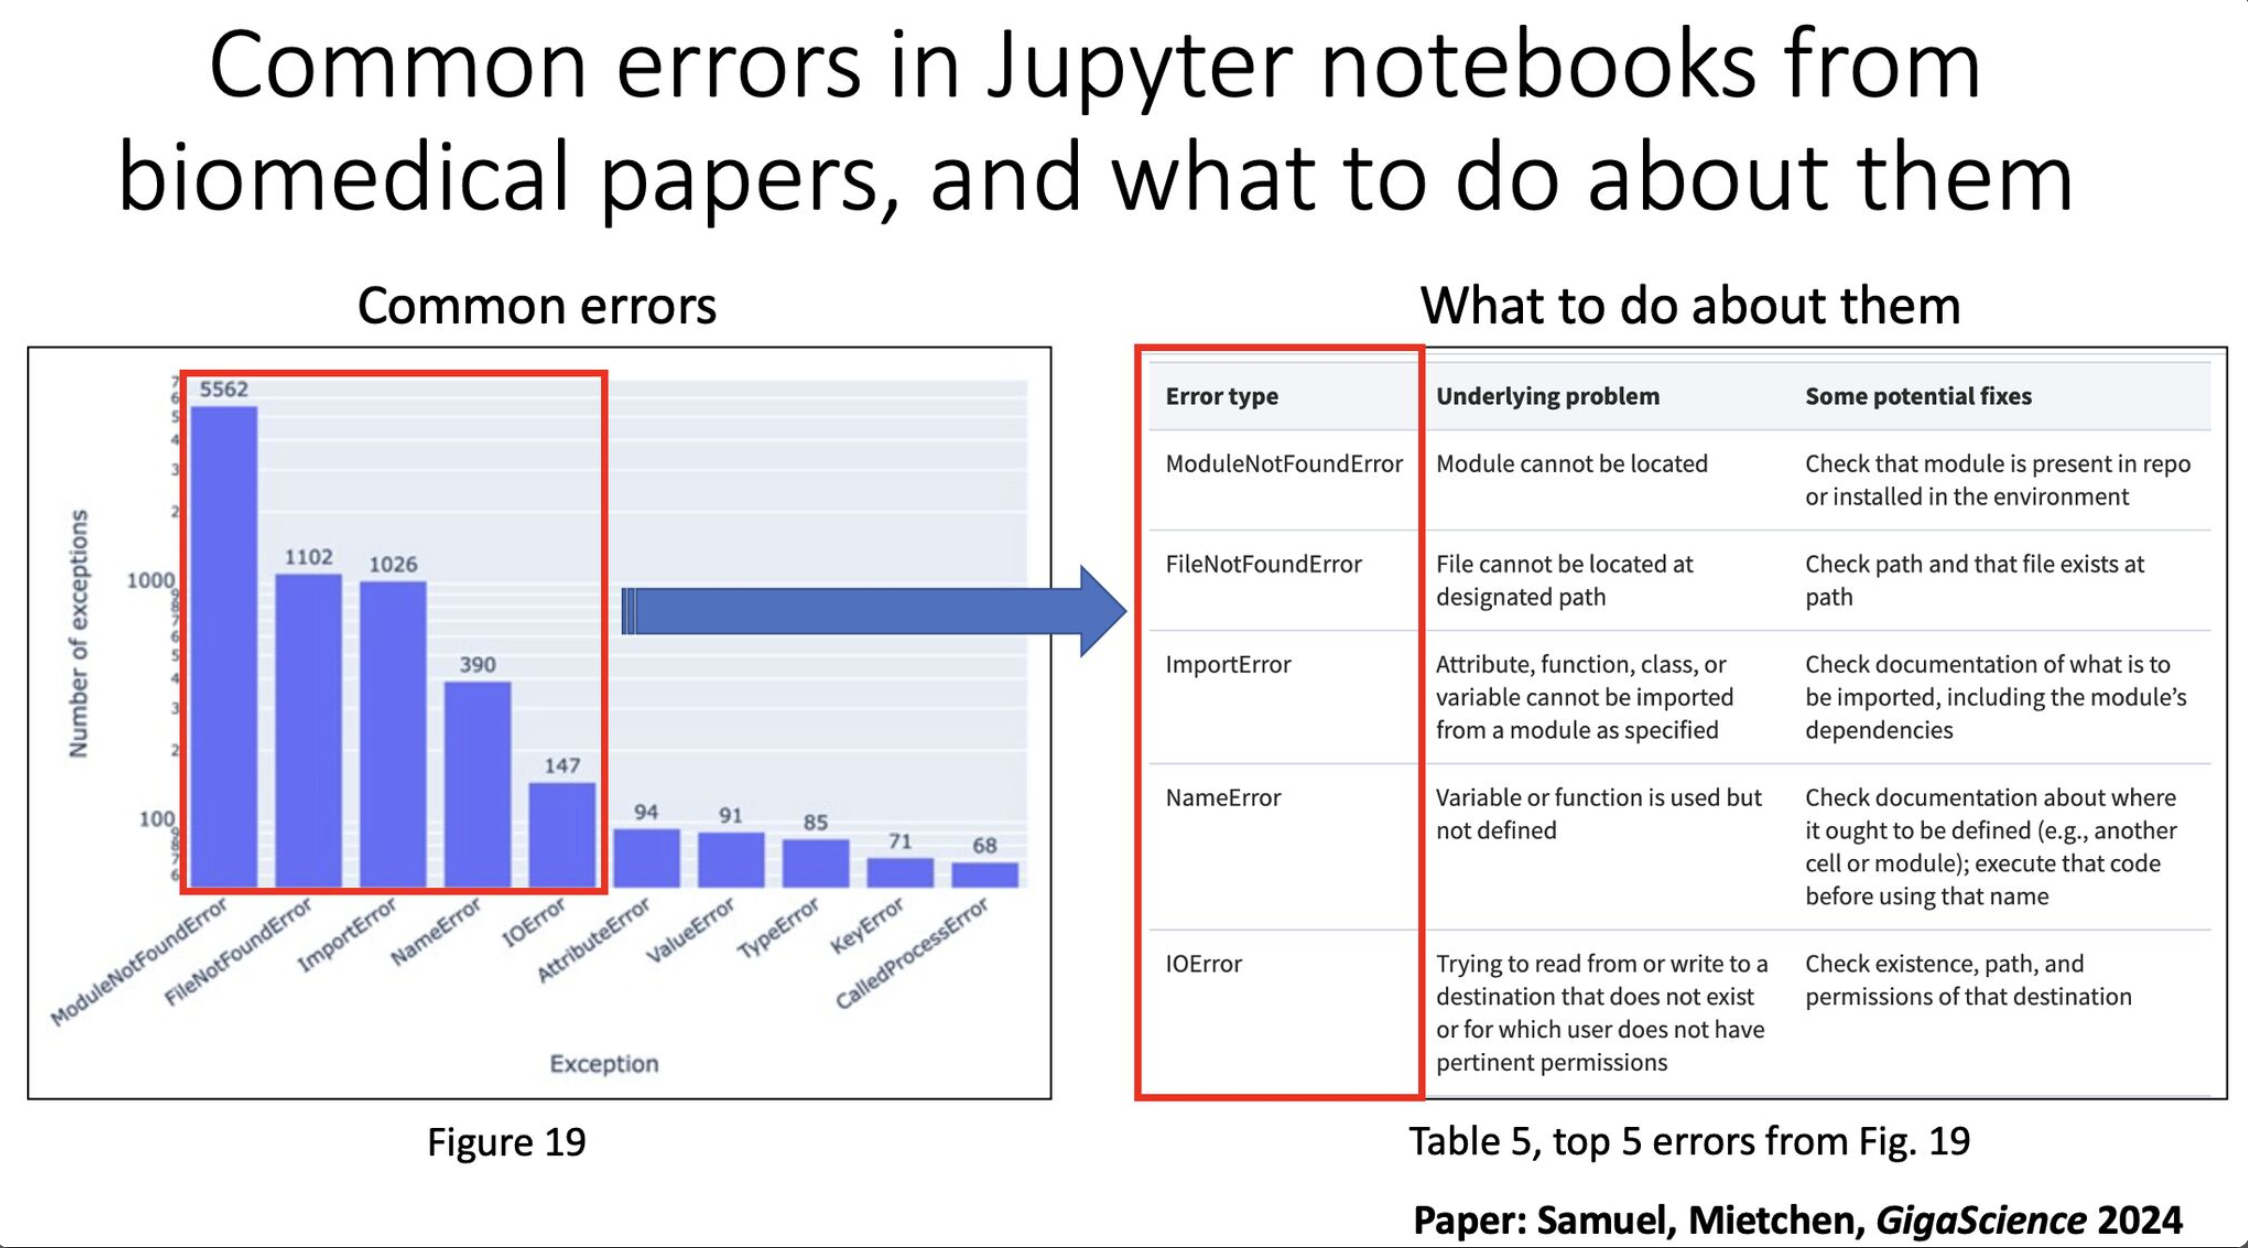 Common errors in Jupyter notebooks from
biomedical papers, and what to do about them
Common errors
Number of exceptions
7
6
5
4
3
2
1000
9
8
7
6
5
4
3
2
100
9
8
7
6
5562
1102
1026
390
147
94
91
85
71
68
ModuleNotFoundError
FileNotFoundError
ImportError
NameError
IOError
AttributeError
ValueError
TypeError
KeyError
CalledProcessError
Exception
Figure 19
What to do about them
Error type Underlying problem Some potential fixes
ModuleNotFoundError Module cannot be located Check that module is present in repo
or installed in the environment
FileNotFoundError File cannot be located at Check path and that file exists at
designated path path
ImportError Attribute, function, class, or Check documentation of what is to
variable cannot be imported be imported, including the module’s
from a module as specified dependencies
NameError Variable or function is used but Check documentation about where
not defined it ought to be defined (e.g., another
cell or module); execute that code
before using that name
IOError Trying to read from or write to a Check existence, path, and
destination that does not exist permissions of that destination
or for which user does not have
pertinent permissions
Table 5, top 5 errors from Fig. 19
Paper: Samuel, Mietchen, GigaScience 2024